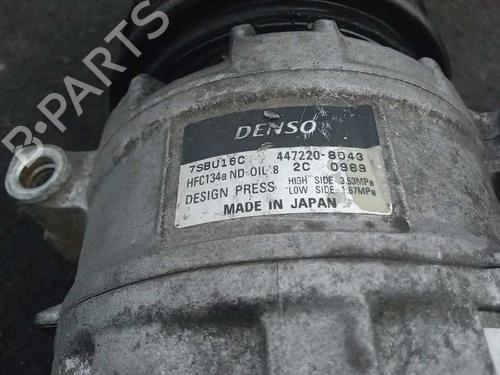 DENSO
7SBU16C 447220-8043
HFC134a ND-OIL 8 2C 0989
DESIGN PRESS HIGH SIDE 3.53MPa
LOW SIDE 1.67MPa
MADE IN JAPAN
B-PARTS